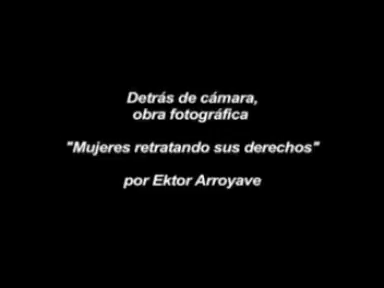 Detrás de cámara,
obra fotográfica
"Mujeres retratando sus derechos"
por Ektor Arroyave